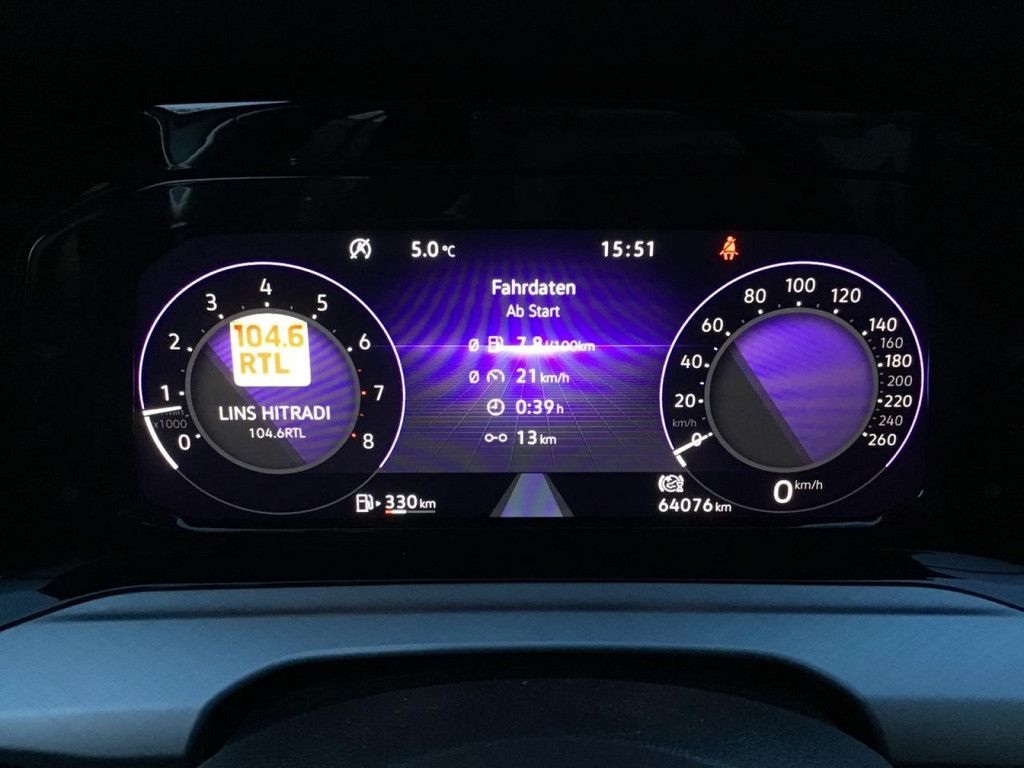 5.0 °C
15:51
0
1
2
3
4
5
6
7
8
x1000
104.6
RTL
LINS HITRADI
104.6RTL
Fahrdaten
Ab Start
Ø 7.8 l/100km
Ø 21 km/h
0:39 h
13 km
0
20
40
60
80
100
120
140
160
180
200
220
240
260
km/h
0 km/h
330 km
64076 km